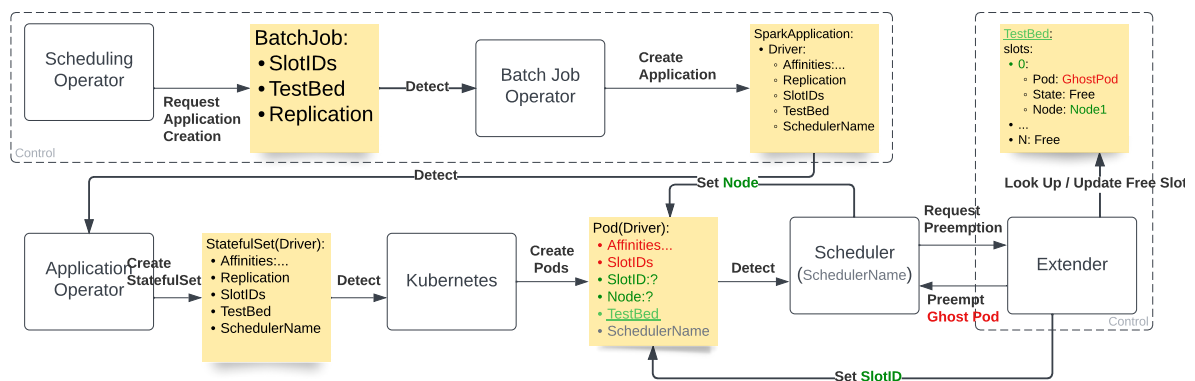 Scheduling
Operator
Request
Application
Creation
Control
BatchJob:
• SlotIDs
• TestBed
• Replication
Detect
Batch Job
Operator
Create
Application
SparkApplication:
• Driver:
◦ Affinities:...
◦ Replication
◦ SlotIDs
◦ TestBed
◦ SchedulerName
TestBed:
slots:
• 0:
◦ Pod: GhostPod
◦ State: Free
◦ Node: Node1
• ...
• N: Free
Detect
Set Node
Look Up / Update Free Slot
Application
Operator
Create
StatefulSet
StatefulSet(Driver):
• Affinities:...
• Replication
• SlotIDs
• TestBed
• SchedulerName
Detect
Kubernetes
Create
Pods
Pod(Driver):
• Affinities...
• SlotIDs
• SlotID:?
• Node:?
• TestBed
• SchedulerName
Detect
Scheduler
(SchedulerName)
Request
Preemption
Preempt
Ghost Pod
Extender
Control
Set SlotID